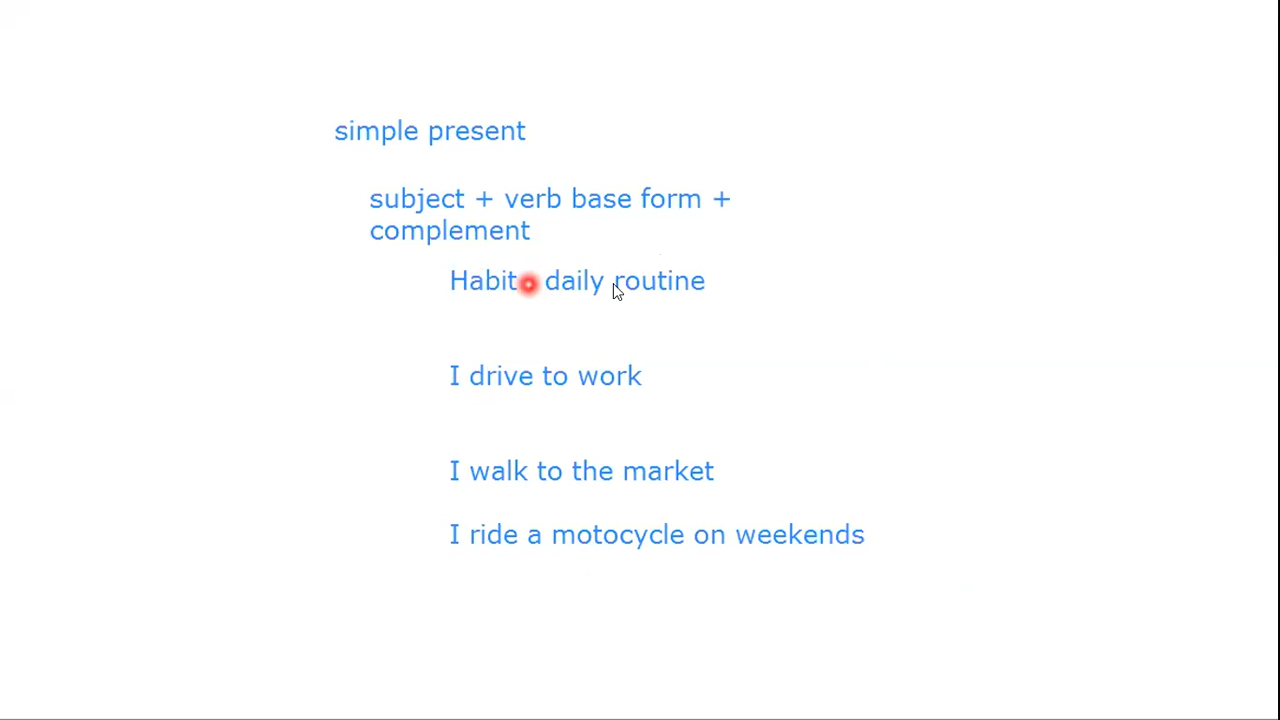 simple present
subject + verb base form +
complement
Habit daily routine
I drive to work
I walk to the market
I ride a motocycle on weekends